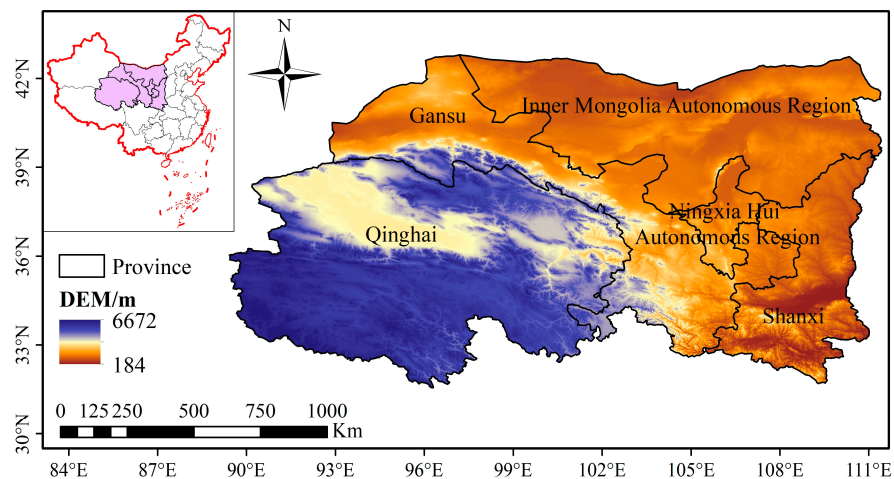 N
42°N
39°N
36°N
33°N
30°N
Gansu
Inner Mongolia Autonomous Region
Ningxia Hui
Autonomous Region
Qinghai
Shanxi
Province
DEM/m
6672
184
0 125 250 500 750 1000
Km
84°E 87°E 90°E 93°E 96°E 99°E 102°E 105°E 108°E 111°E